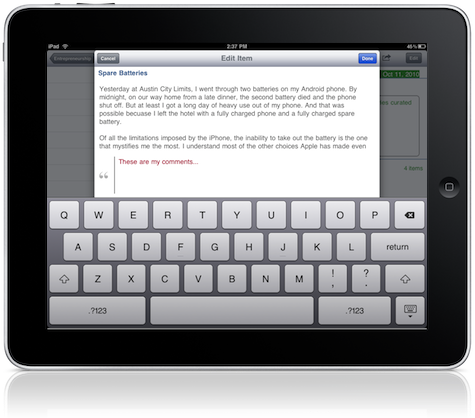 iPad 2:37 PM 45%
Entrepreneurship Cancel Edit Item Done Edit
Spare Batteries
Oct 11, 2010
Yesterday at Austin City Limits, I went through two batteries on my Android phone. By
midnight, on our way home from a late dinner, the second battery died and the phone
shut off. But at least I got a long day of heavy use out of my phone. And that was
possible becuase I left the hotel with a fully charged phone and a fully charged spare
battery.
be curated
Of all the limitations imposed by the iPhone, the inability to take out the battery is the one
that mystifies me the most. I understand most of the other choices Apple has made even
These are my comments...
4 items
Q W E R T Y U I O P
A S D F G H J K L return
Z X C V B N M ! , ? .
.?123 .?123